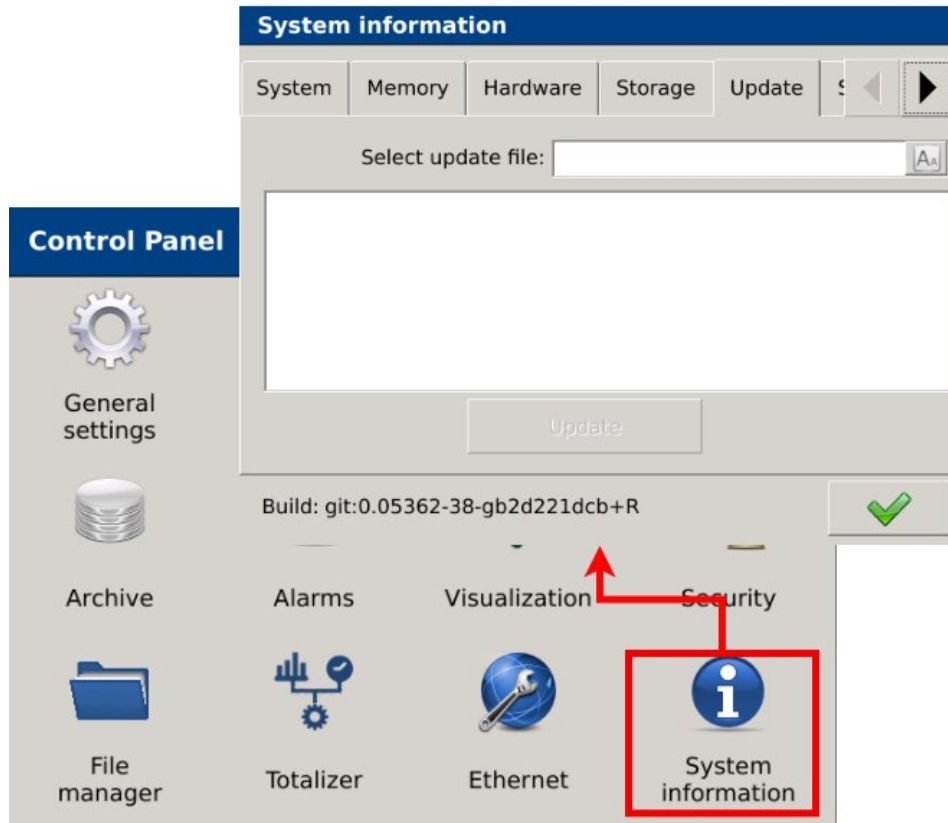 System information
System Memory Hardware Storage Update
Select update file:
Control Panel
General
settings
Update
Build: git:0.05362-38-gb2d221dcb+R
Archive Alarms Visualization Security
File
manager
Totalizer
Ethernet
System
information